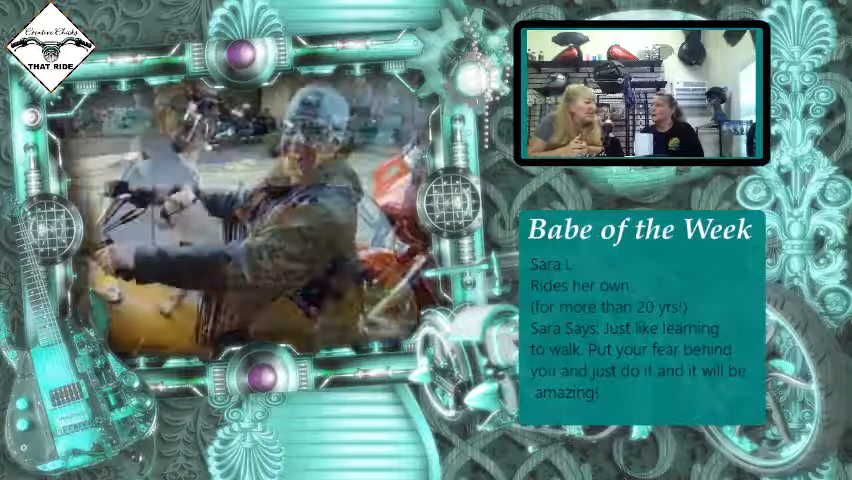 Creative Chicks
THAT RIDE
Babe of the Week
Sara L
Rides her own
(for more than 20 yrs!)
Sara Says: Just like learning
to walk. Put your fear behind
you and just do it and it will be
amazing!